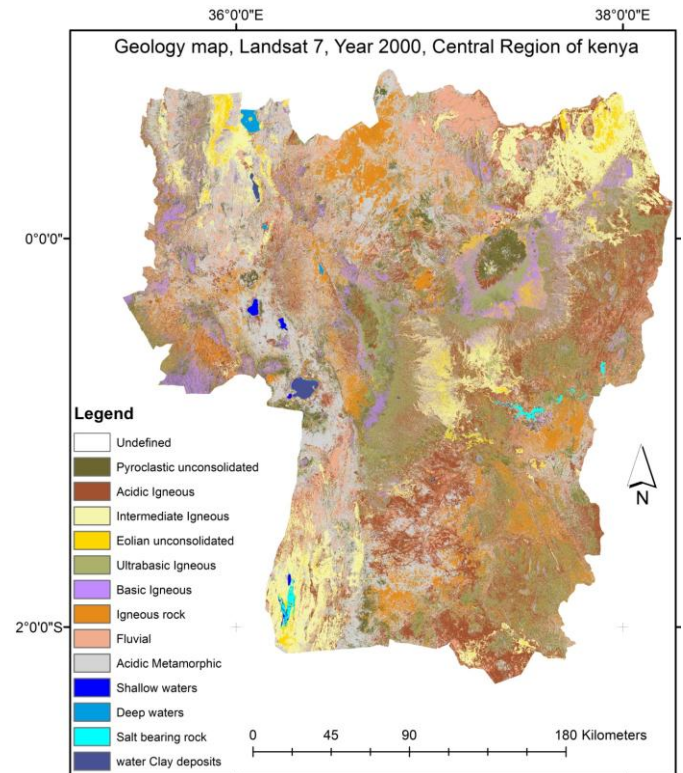 36°0'0"E
38°0'0"E
Geology map, Landsat 7, Year 2000, Central Region of kenya
0°0'0"
Legend
Undefined
Pyroclastic unconsolidated
Acidic Igneous
Intermediate Igneous
Eolian unconsolidated
Ultrabasic Igneous
Basic Igneous
Igneous rock
Fluvial
Acidic Metamorphic
Shallow waters
Deep waters
Salt bearing rock
water Clay deposits
N
2°0'0"S
0 45 90 180 Kilometers